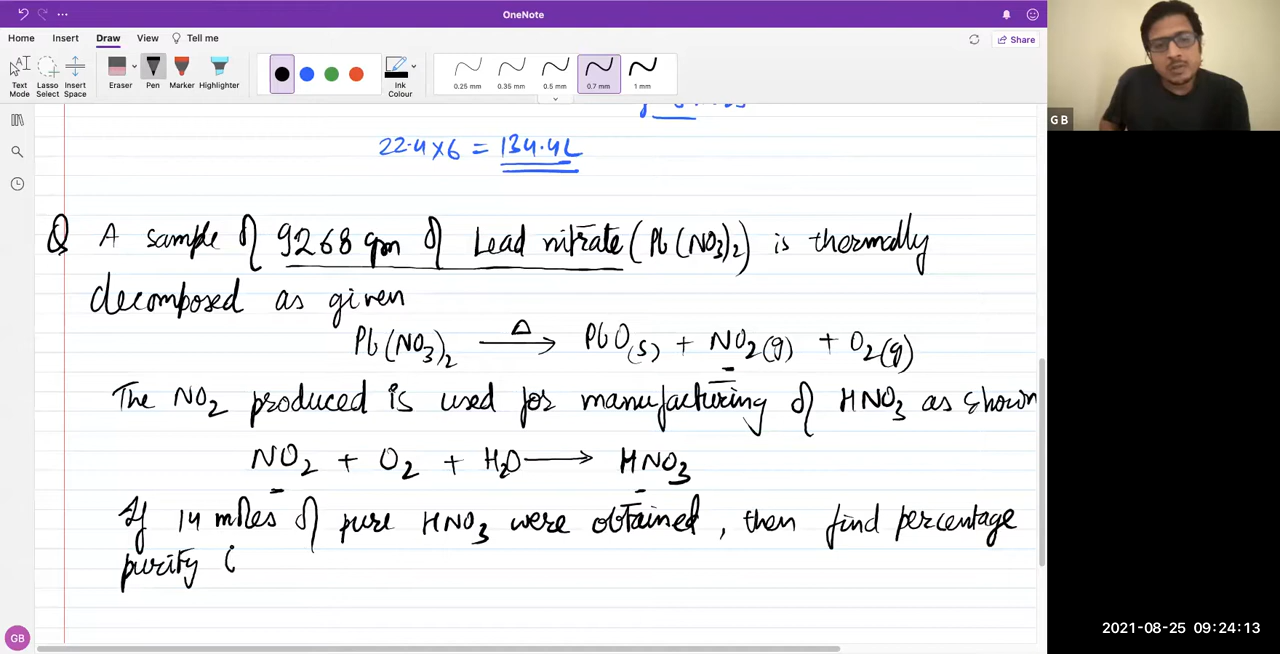 OneNote
Home Insert Draw View Tell me
Share
Text Mode
Lasso Select
Insert Space
Eraser
Pen
Marker
Highlighter
Ink Colour
0.25 mm
0.35 mm
0.5 mm
0.7 mm
1 mm
22.4 × 6 = 134.4L
Q A sample of 9268 gm of Lead nitrate (Pb(NO3)2) is thermally
decomposed as given
Pb(NO3)2 —Δ→ PbO(s) + NO2(g) + O2(g)
The NO2 produced is used for manufacturing of HNO3 as shown
NO2 + O2 + H2O → HNO3
If 14 moles of pure HNO3 were obtained, then find percentage
purity (
GB
G B
2021-08-25 09:24:13